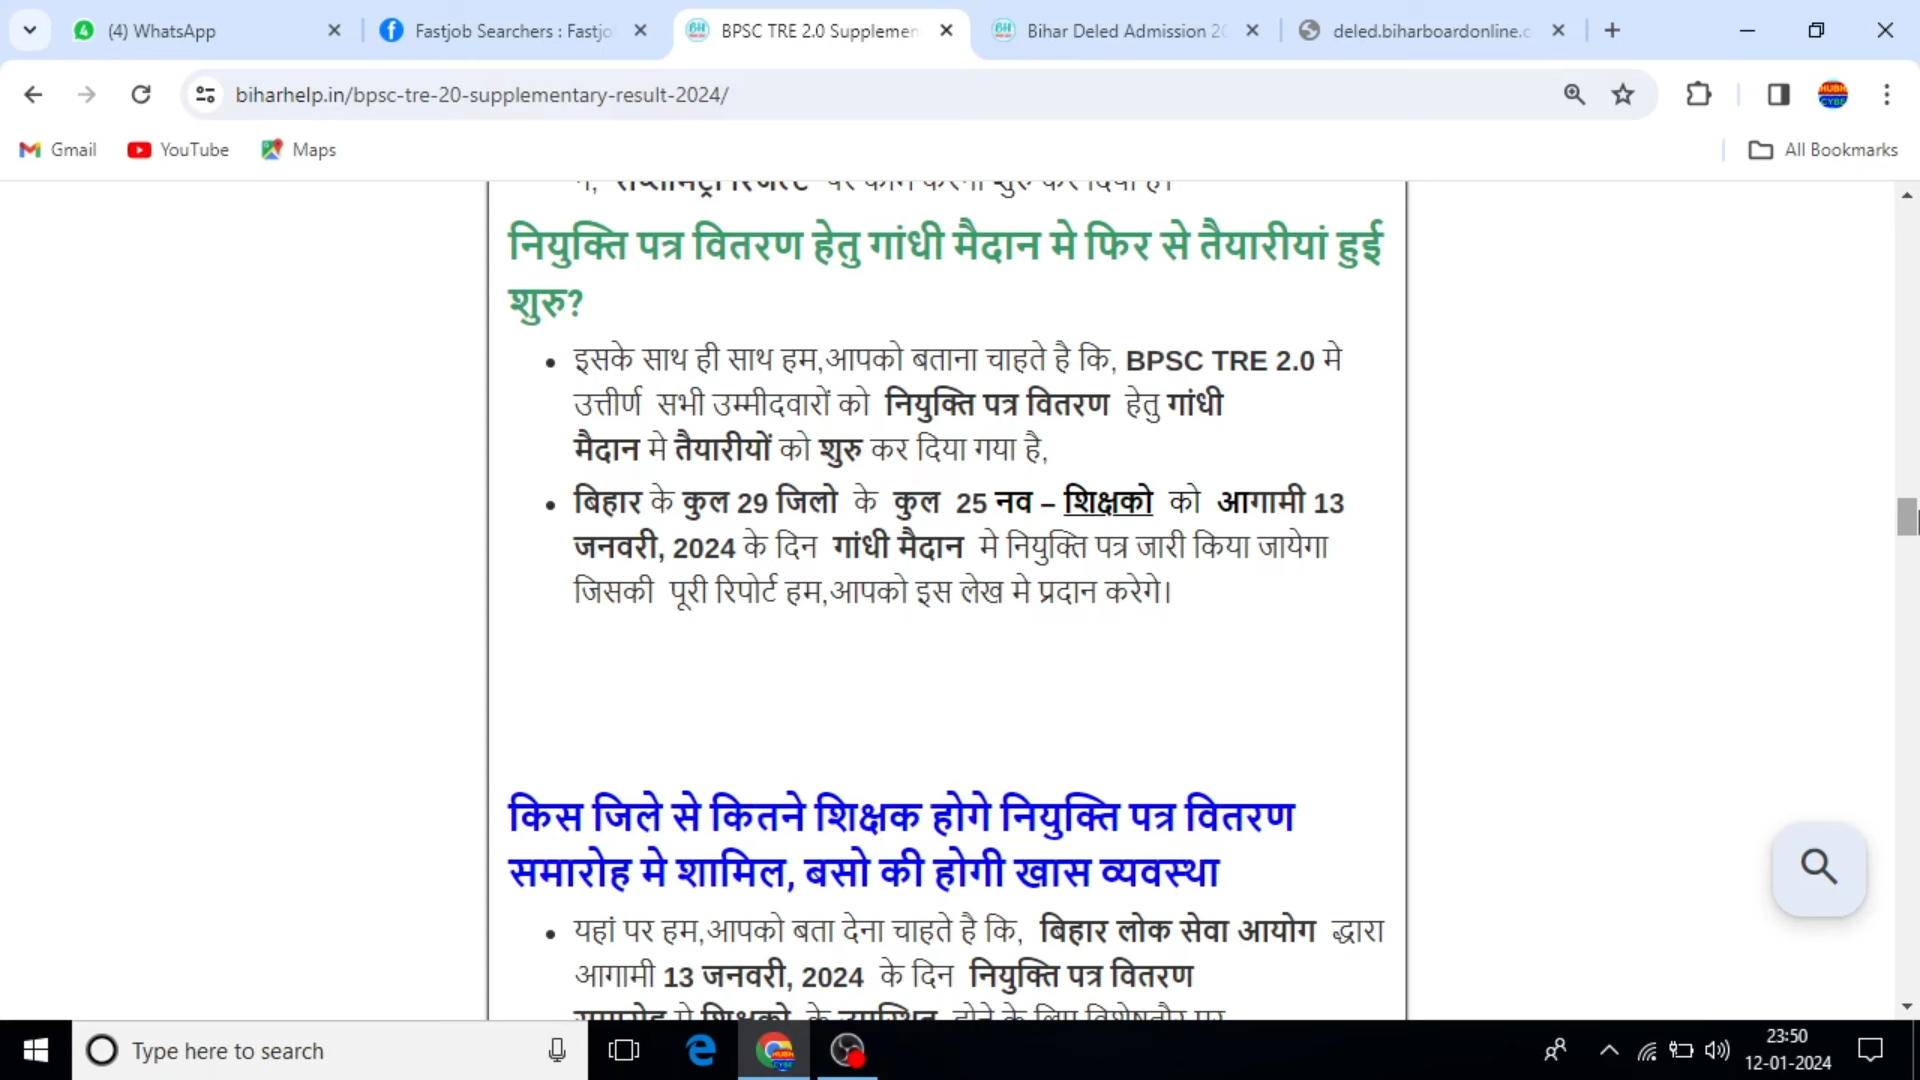 (4) WhatsApp
Fastjob Searchers : Fastjo
BPSC TRE 2.0 Supplemen
Bihar Deled Admission 20
deled.biharboardonline.c
biharhelp.in/bpsc-tre-20-supplementary-result-2024/
Gmail
YouTube
Maps
All Bookmarks
नियुक्ति पत्र वितरण हेतु गांधी मैदान मे फिर से तैयारीयां हुई
शुरु?
इसके साथ ही साथ हम,आपको बताना चाहते है कि, BPSC TRE 2.0 मे
उत्तीर्ण सभी उम्मीदवारों को नियुक्ति पत्र वितरण हेतु गांधी
मैदान मे तैयारीयों को शुरु कर दिया गया है,
बिहार के कुल 29 जिलो के कुल 25 नव – शिक्षको को आगामी 13
जनवरी, 2024 के दिन गांधी मैदान मे नियुक्ति पत्र जारी किया जायेगा
जिसकी पूरी रिपोर्ट हम,आपको इस लेख मे प्रदान करेगे।
किस जिले से कितने शिक्षक होगे नियुक्ति पत्र वितरण
समारोह मे शामिल, बसो की होगी खास व्यवस्था
यहां पर हम,आपको बता देना चाहते है कि, बिहार लोक सेवा आयोग द्धारा
आगामी 13 जनवरी, 2024 के दिन नियुक्ति पत्र वितरण
Type here to search
23:50
12-01-2024